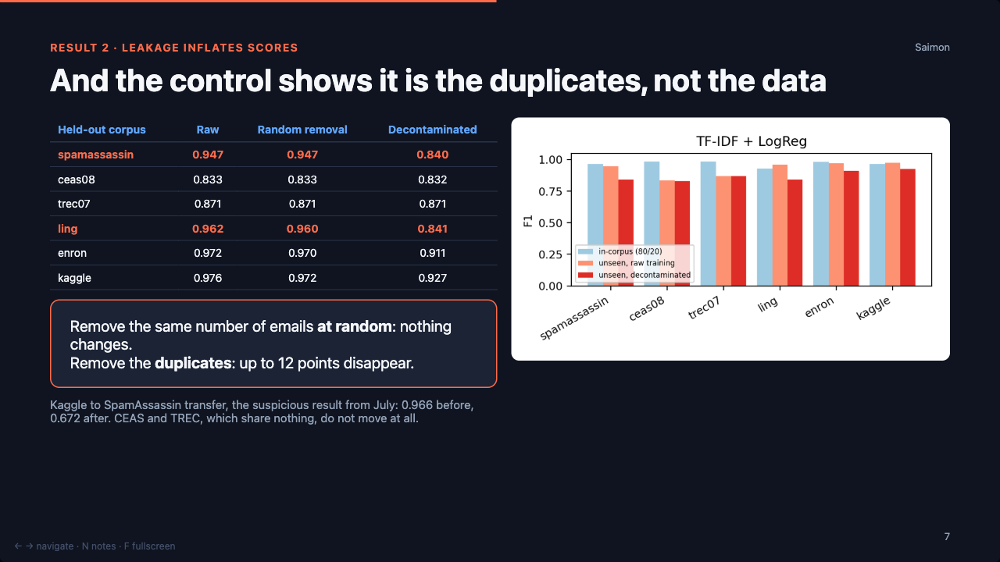 RESULT 2 · LEAKAGE INFLATES SCORES
Saimon
And the control shows it is the duplicates, not the data
Held-out corpus Raw Random removal Decontaminated
spamassassin 0.947 0.947 0.840
ceas08 0.833 0.833 0.832
trec07 0.871 0.871 0.871
ling 0.962 0.960 0.841
enron 0.972 0.970 0.911
kaggle 0.976 0.972 0.927
Remove the same number of emails at random: nothing
changes.
Remove the duplicates: up to 12 points disappear.
Kaggle to SpamAssassin transfer, the suspicious result from July: 0.966 before,
0.672 after. CEAS and TREC, which share nothing, do not move at all.
TF-IDF + LogReg
F1
1.00
0.75
0.50
0.25
0.00
in-corpus (80/20)
unseen, raw training
unseen, decontaminated
spamassassin
ceas08
trec07
ling
enron
kaggle
← → navigate · N notes · F fullscreen
7